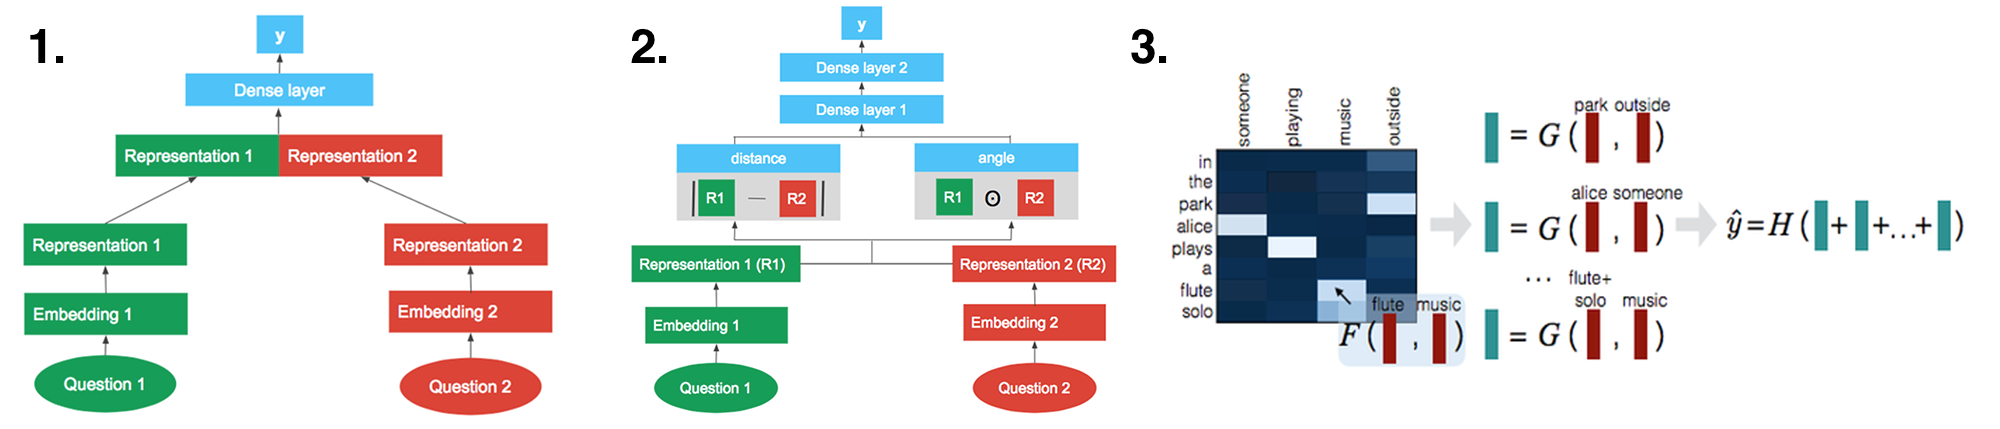 1.
y
Dense layer
Representation 1 Representation 2
Representation 1
Representation 2
Embedding 1
Embedding 2
Question 1
Question 2
2.
y
Dense layer 2
Dense layer 1
distance
angle
| R1 — R2 |
R1 ⊙ R2
Representation 1 (R1)
Representation 2 (R2)
Embedding 1
Embedding 2
Question 1
Question 2
3.
someone
playing
music
outside
in
the
park
alice
plays
a
flute
solo
flute music
F ( , )
park outside
= G ( , )
alice someone
= G ( , )
... flute+
solo music
= G ( , )
ŷ = H ( + +...+ )